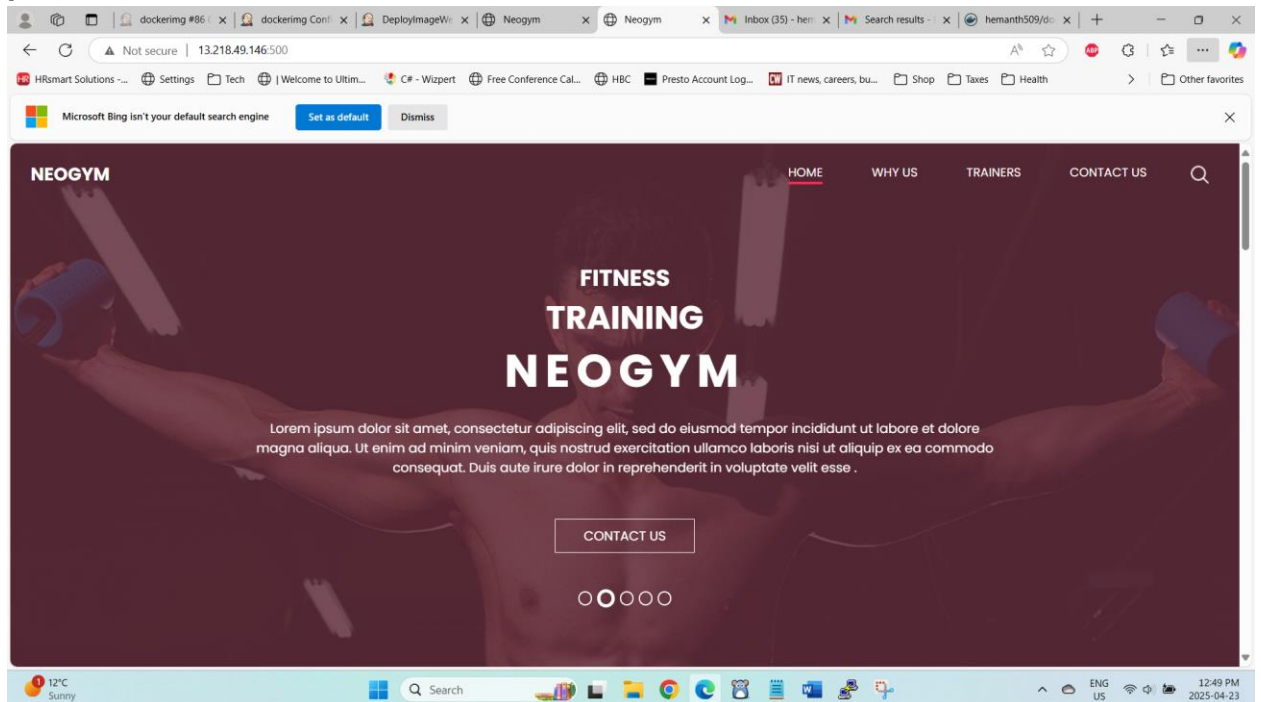 dockerimg #86
dockerimg Confi
DeployImageWe
Neogym
Neogym
Inbox (35) - hem
Search results -
hemanth509/do
Not secure | 13.218.49.146:500
HRsmart Solutions -...
Settings
Tech
| Welcome to Ultim...
C# - Wizpert
Free Conference Cal...
HBC
Presto Account Log...
IT news, careers, bu...
Shop
Taxes
Health
Other favorites
Microsoft Bing isn't your default search engine
Set as default
Dismiss
NEOGYM
HOME
WHY US
TRAINERS
CONTACT US
FITNESS
TRAINING
NEOGYM
Lorem ipsum dolor sit amet, consectetur adipiscing elit, sed do eiusmod tempor incididunt ut labore et dolore
magna aliqua. Ut enim ad minim veniam, quis nostrud exercitation ullamco laboris nisi ut aliquip ex ea commodo
consequat. Duis aute irure dolor in reprehenderit in voluptate velit esse .
CONTACT US
1
12°C
Sunny
Search
ENG
US
12:49 PM
2025-04-23